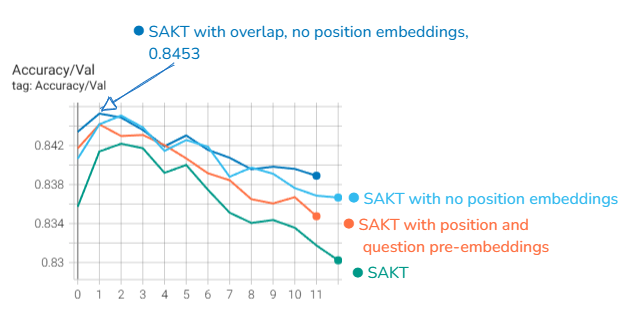 SAKT with overlap, no position embeddings,
0.8453
Accuracy/Val
tag: Accuracy/Val
0.842
0.838
0.834
0.83
0 1 2 3 4 5 6 7 8 9 10 11
SAKT with no position embeddings
SAKT with position and
question pre-embeddings
SAKT